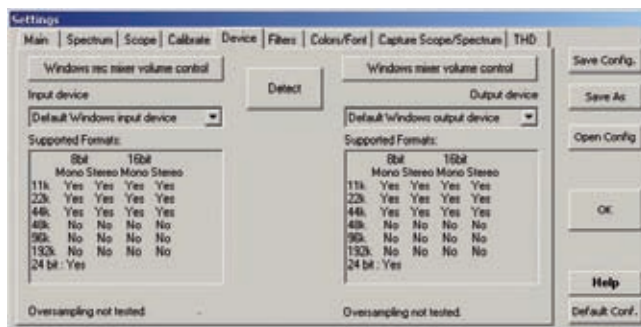 Settings
Main Spectrum Scope Calibrate Device Filters Colors/Font Capture Scope/Spectrum THD
Windows rec mixer volume control
Detect
Windows mixer volume control
Save Config.
Input device
Output device
Save As
Default Windows input device
Default Windows output device
Open Config
Supported Formats:
8bit 16bit
Mono Stereo Mono Stereo
11k Yes Yes Yes Yes
22k Yes Yes Yes Yes
44k Yes Yes Yes Yes
48k No No No No
96k No No No No
192k No No No No
24 bit : Yes
Supported Formats:
8bit 16bit
Mono Stereo Mono Stereo
11k Yes Yes Yes Yes
22k Yes Yes Yes Yes
44k Yes Yes Yes Yes
48k No No No No
96k No No No No
192k No No No No
24 bit : Yes
OK
Help
Oversampling not tested.
Oversampling not tested.
Default Conf.